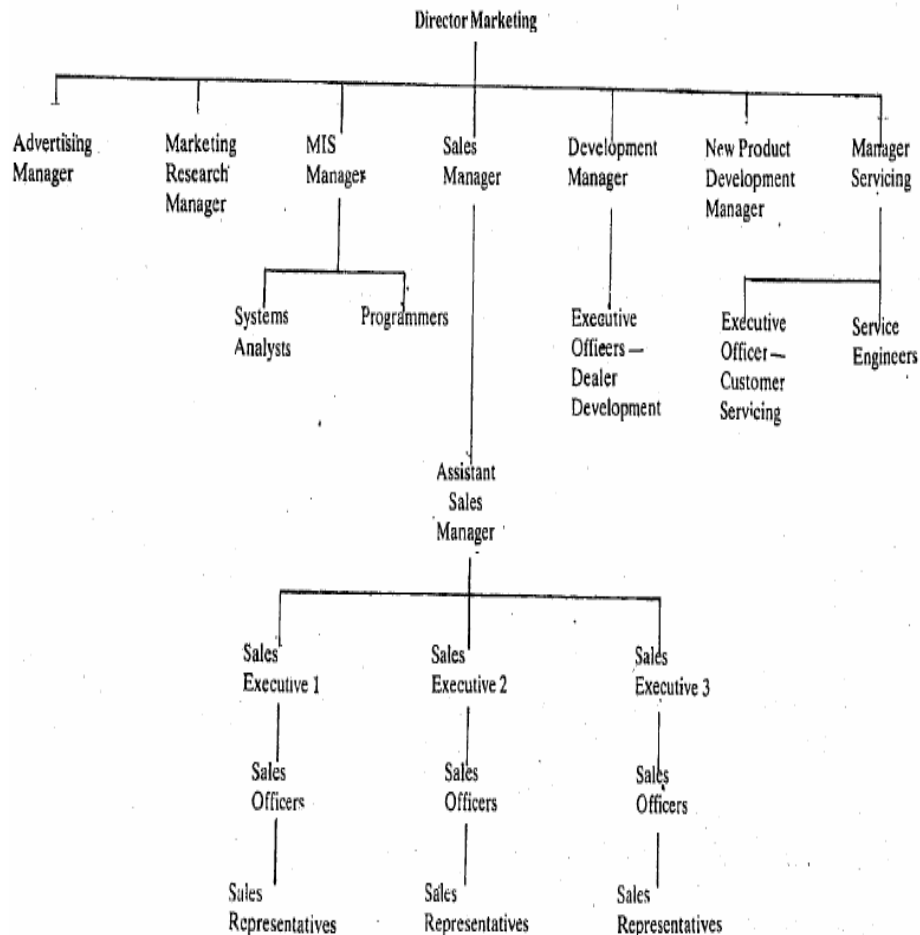 Director Marketing
Advertising
Manager
Marketing
Research
Manager
MIS
Manager
Sales
Manager
Development
Manager
New Product
Development
Manager
Manager
Servicing
Systems
Analysts
Programmers
Executive
Officers —
Dealer
Development
Executive
Officer —
Customer
Servicing
Service
Engineers
Assistant
Sales
Manager
Sales
Executive 1
Sales
Executive 2
Sales
Executive 3
Sales
Officers
Sales
Officers
Sales
Officers
Sales
Representatives
Sales
Representatives
Sales
Representatives